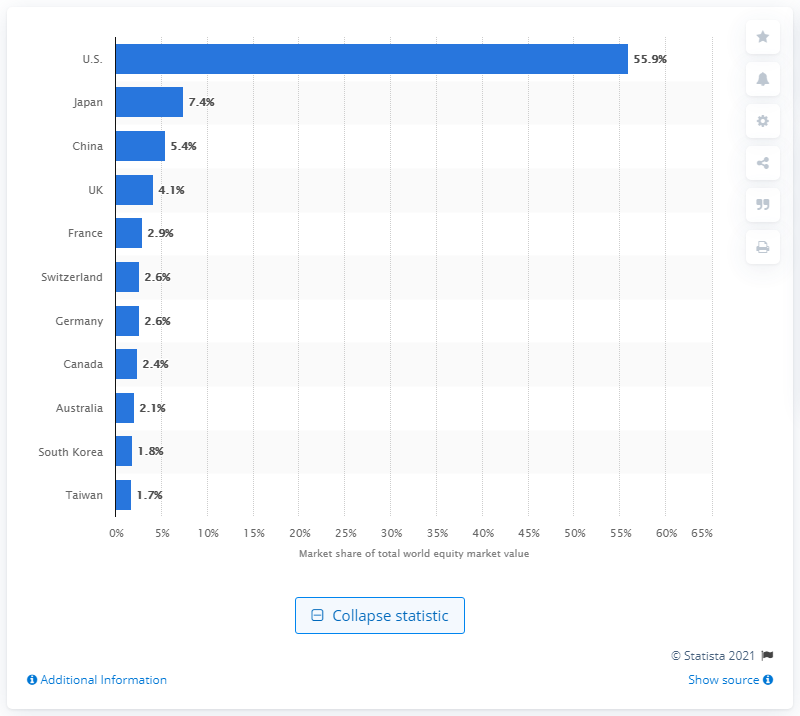 U.S. 55.9%
Japan 7.4%
China 5.4%
UK 4.1%
France 2.9%
Switzerland 2.6%
Germany 2.6%
Canada 2.4%
Australia 2.1%
South Korea 1.8%
Taiwan 1.7%
0% 5% 10% 15% 20% 25% 30% 35% 40% 45% 50% 55% 60% 65%
Market share of total world equity market value
Collapse statistic
© Statista 2021
Additional Information Show source